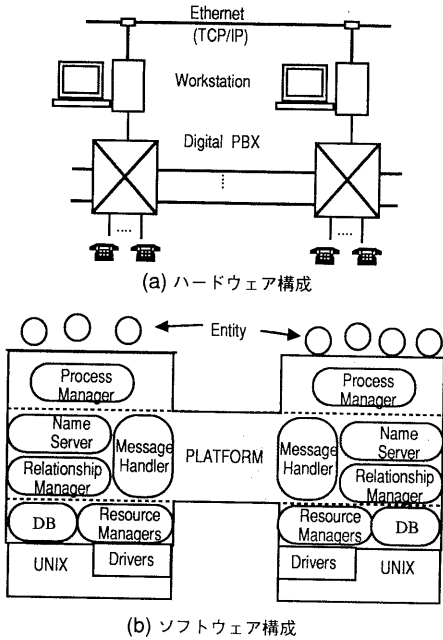 Ethernet
(TCP/IP)
Workstation
Digital PBX
(a) ハードウェア構成
Entity
Process
Manager
Process
Manager
Name
Server
Message
Handler
Relationship
Manager
PLATFORM
Message
Handler
Name
Server
Relationship
Manager
DB
Resource
Managers
Resource
Managers
DB
UNIX
Drivers
Drivers
UNIX
(b) ソフトウェア構成